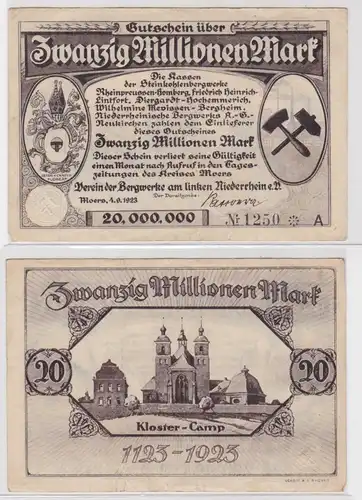 Gutschein über
Zwanzig Millionen Mark
Die Kassen
der Steinkohlenbergwerke
Rheinpreussen-Homberg, Friedrich Heinrich-
Lintfort, Diergardt-Hochemmerich,
Wilhelmine Mevissen-Bergheim,
Niederrheinische Bergwerks A.-G.-
Neukirchen zahlen den Einlieferer
dieses Gutscheines
Zwanzig Millionen Mark
Dieser Schein verliert seine Gültigkeit
einen Monat nach Aufruf in den Tages-
zeitungen des Kreises Moers
Verein der Bergwerke am linken Niederrhein e.V.
Moers, 4.9.1923
Der Vorsitzende
20,000,000
№ 1250 * A
Zwanzig Millionen Mark
20
20
Kloster-Camp
1123-1923